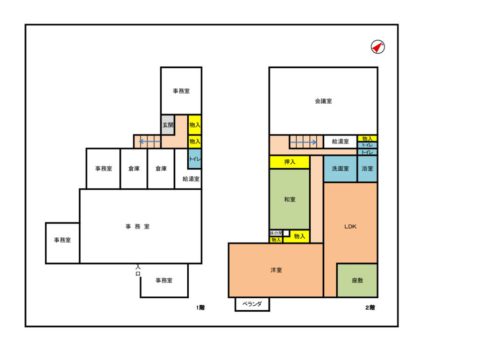 事務室
玄関
物入
物入
トイレ
事務室
倉庫
倉庫
給湯室
事 務 室
事務室
入口
事務室
1階
会議室
給湯室
物入
トイレ
トイレ
押入
洗面室
浴室
和室
物入
物入
LDK
洋室
座敷
ベランダ
2階